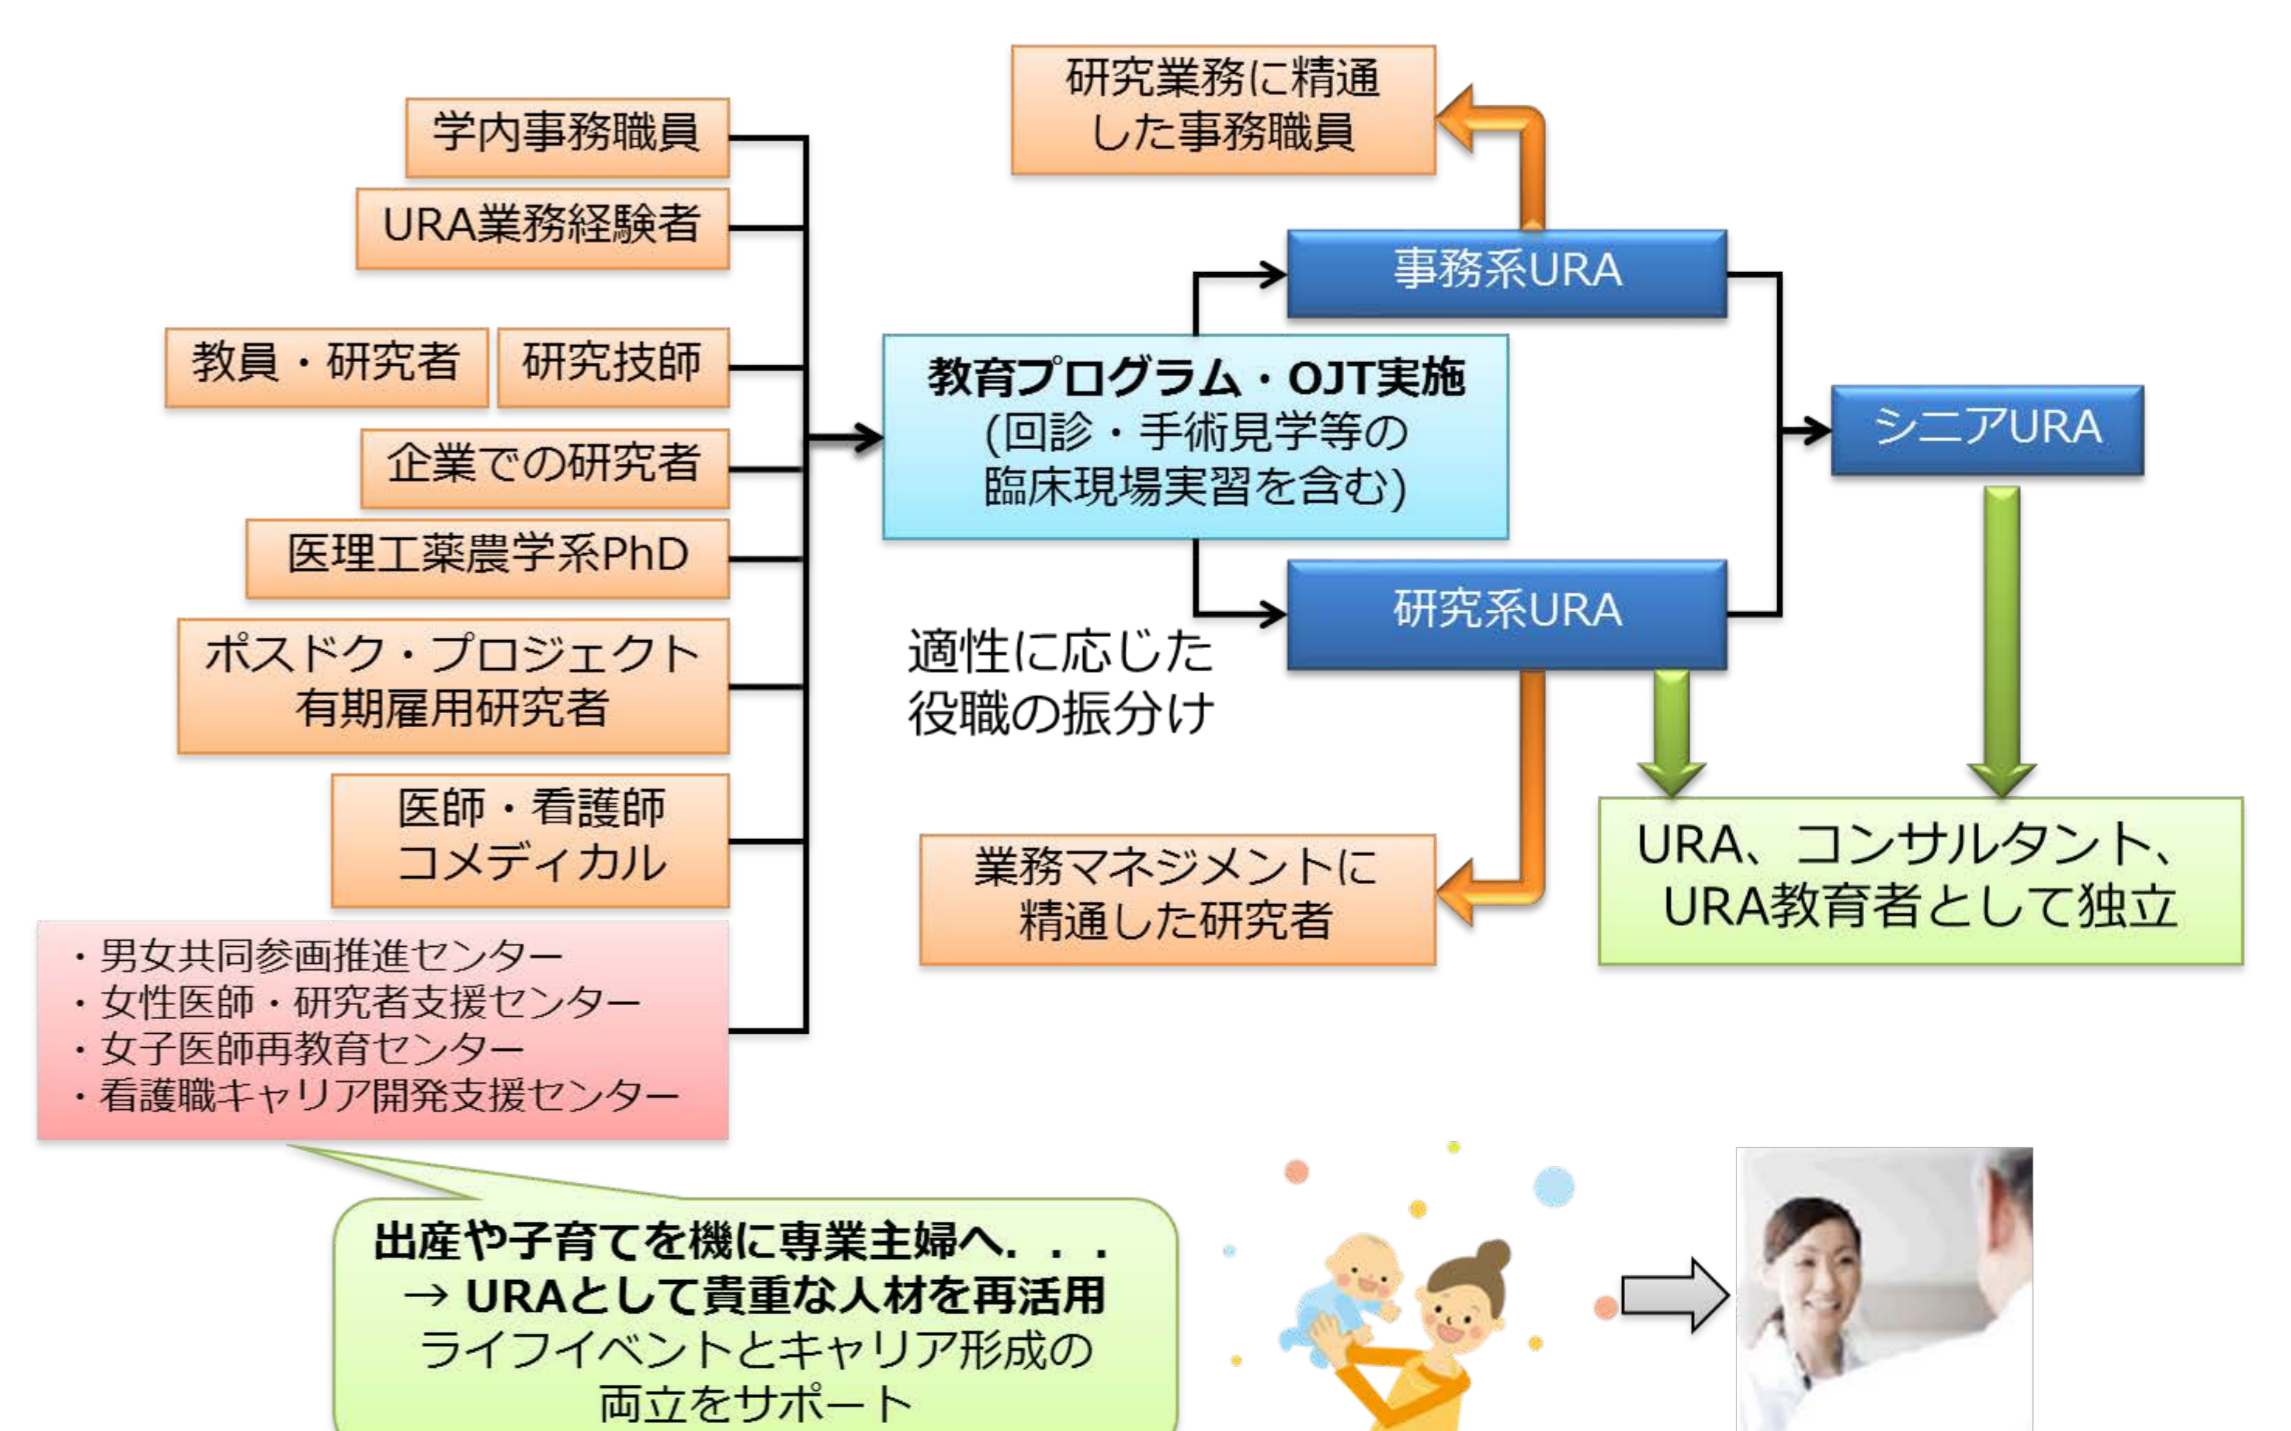 学内事務職員
URA業務経験者
教員・研究者
研究技師
企業での研究者
医理工薬農学系PhD
ポスドク・プロジェクト
有期雇用研究者
医師・看護師
コメディカル
・男女共同参画推進センター
・女性医師・研究者支援センター
・女子医師再教育センター
・看護職キャリア開発支援センター
出産や子育てを機に専業主婦へ．．．
→ URAとして貴重な人材を再活用
ライフイベントとキャリア形成の
両立をサポート
教育プログラム・OJT実施
(回診・手術見学等の
臨床現場実習を含む)
適性に応じた
役職の振分け
研究業務に精通
した事務職員
事務系URA
研究系URA
業務マネジメントに
精通した研究者
シニアURA
URA、コンサルタント、
URA教育者として独立